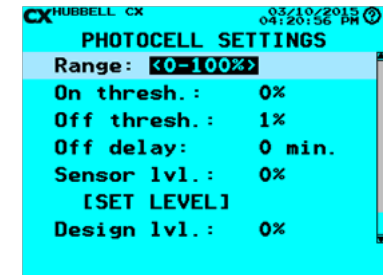 CX HUBBELL CX 03/10/2015
04:20:56 PM ?
PHOTOCELL SETTINGS
Range: <0-100%>
On thresh.: 0%
Off thresh.: 1%
Off delay: 0 min.
Sensor lvl.: 0%
[SET LEVEL]
Design lvl.: 0%